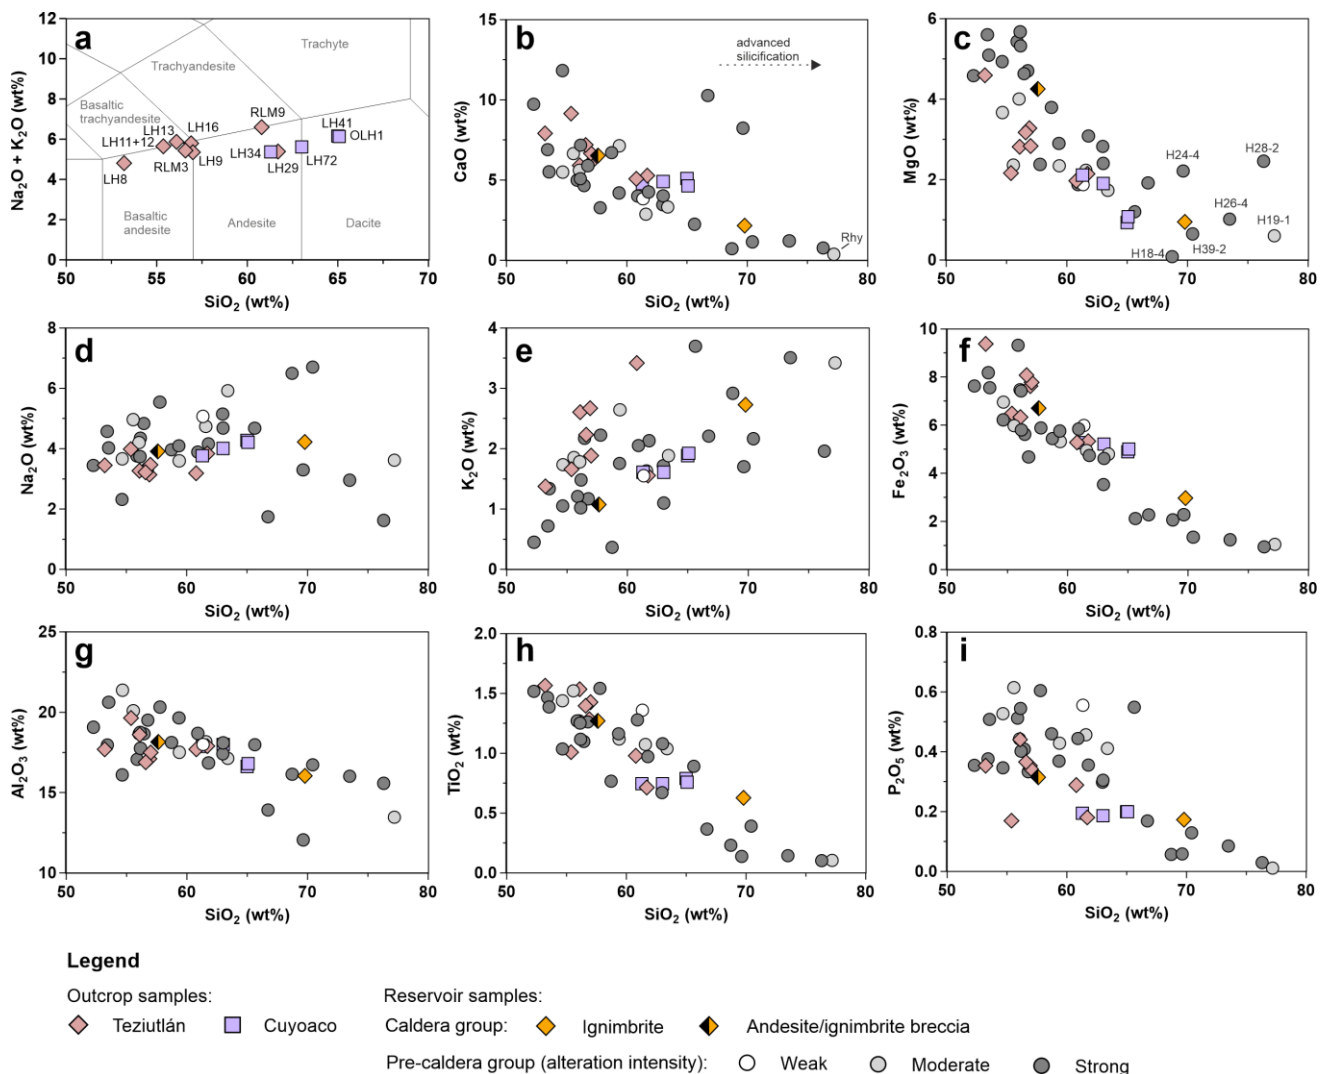 a
Na2O + K2O (wt%)
12
10
8
6
4
2
0
Trachyte
Trachyandesite
Basaltic
trachyandesite
RLM9
LH13
LH16
LH41
LH11+12
OLH1
LH34
LH72
LH8
RLM3
LH9
LH29
Basaltic
andesite
Andesite
Dacite
50
55
60
65
70
SiO2 (wt%)
b
CaO (wt%)
15
10
5
0
advanced
silicification
Rhy
50
60
70
80
SiO2 (wt%)
c
MgO (wt%)
6
4
2
0
H24-4
H28-2
H26-4
H19-1
H18-4
H39-2
50
60
70
80
SiO2 (wt%)
d
Na2O (wt%)
8
6
4
2
0
50
60
70
80
SiO2 (wt%)
e
K2O (wt%)
4
3
2
1
0
50
60
70
80
SiO2 (wt%)
f
Fe2O3 (wt%)
10
8
6
4
2
0
50
60
70
80
SiO2 (wt%)
g
Al2O3 (wt%)
25
20
15
10
50
60
70
80
SiO2 (wt%)
h
TiO2 (wt%)
2.0
1.5
1.0
0.5
0.0
50
60
70
80
SiO2 (wt%)
i
P2O5 (wt%)
0.8
0.6
0.4
0.2
0.0
50
60
70
80
SiO2 (wt%)
Legend
Outcrop samples:
Reservoir samples:
Teziutlán
Cuyoaco
Caldera group:
Ignimbrite
Andesite/ignimbrite breccia
Pre-caldera group (alteration intensity):
Weak
Moderate
Strong